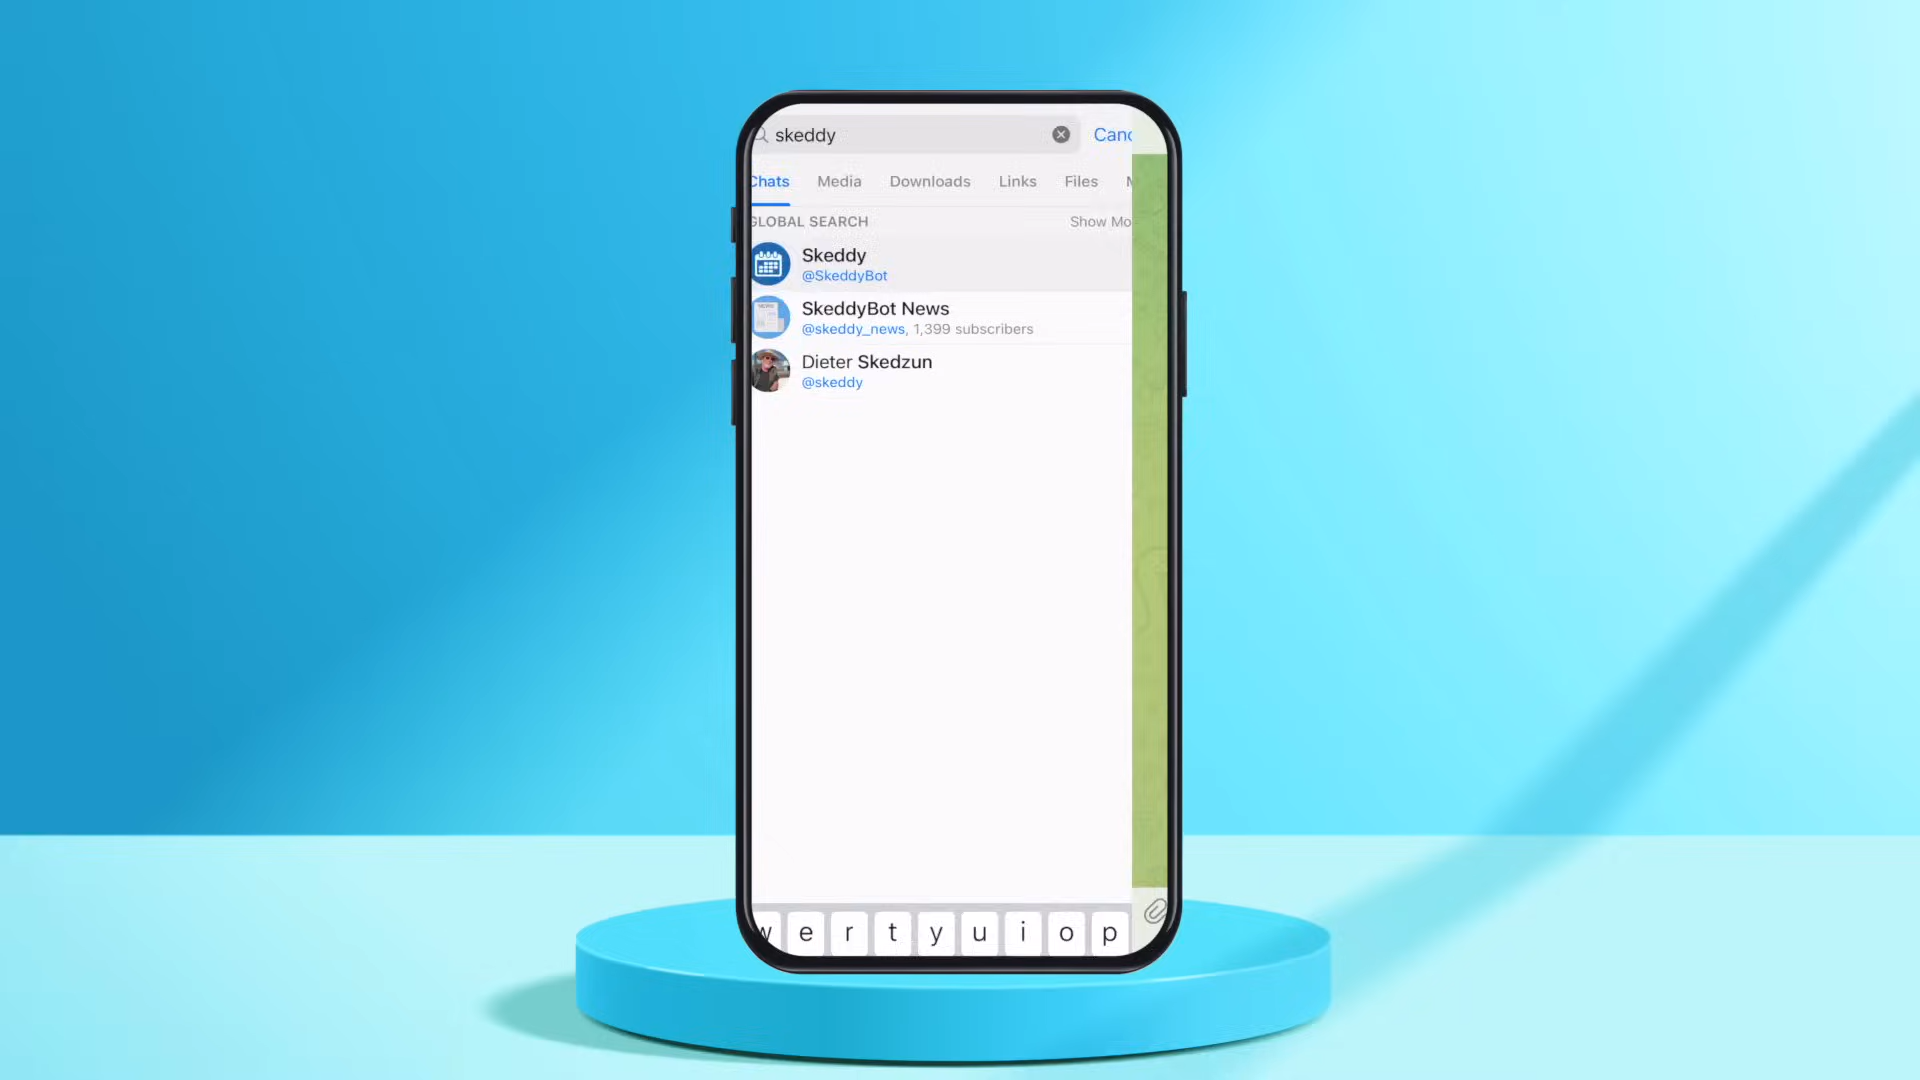 skeddy
Canc
Chats Media Downloads Links Files
GLOBAL SEARCH Show Mo
Skeddy
@SkeddyBot
SkeddyBot News
@skeddy_news, 1,399 subscribers
Dieter Skedzun
@skeddy
w e r t y u i o p